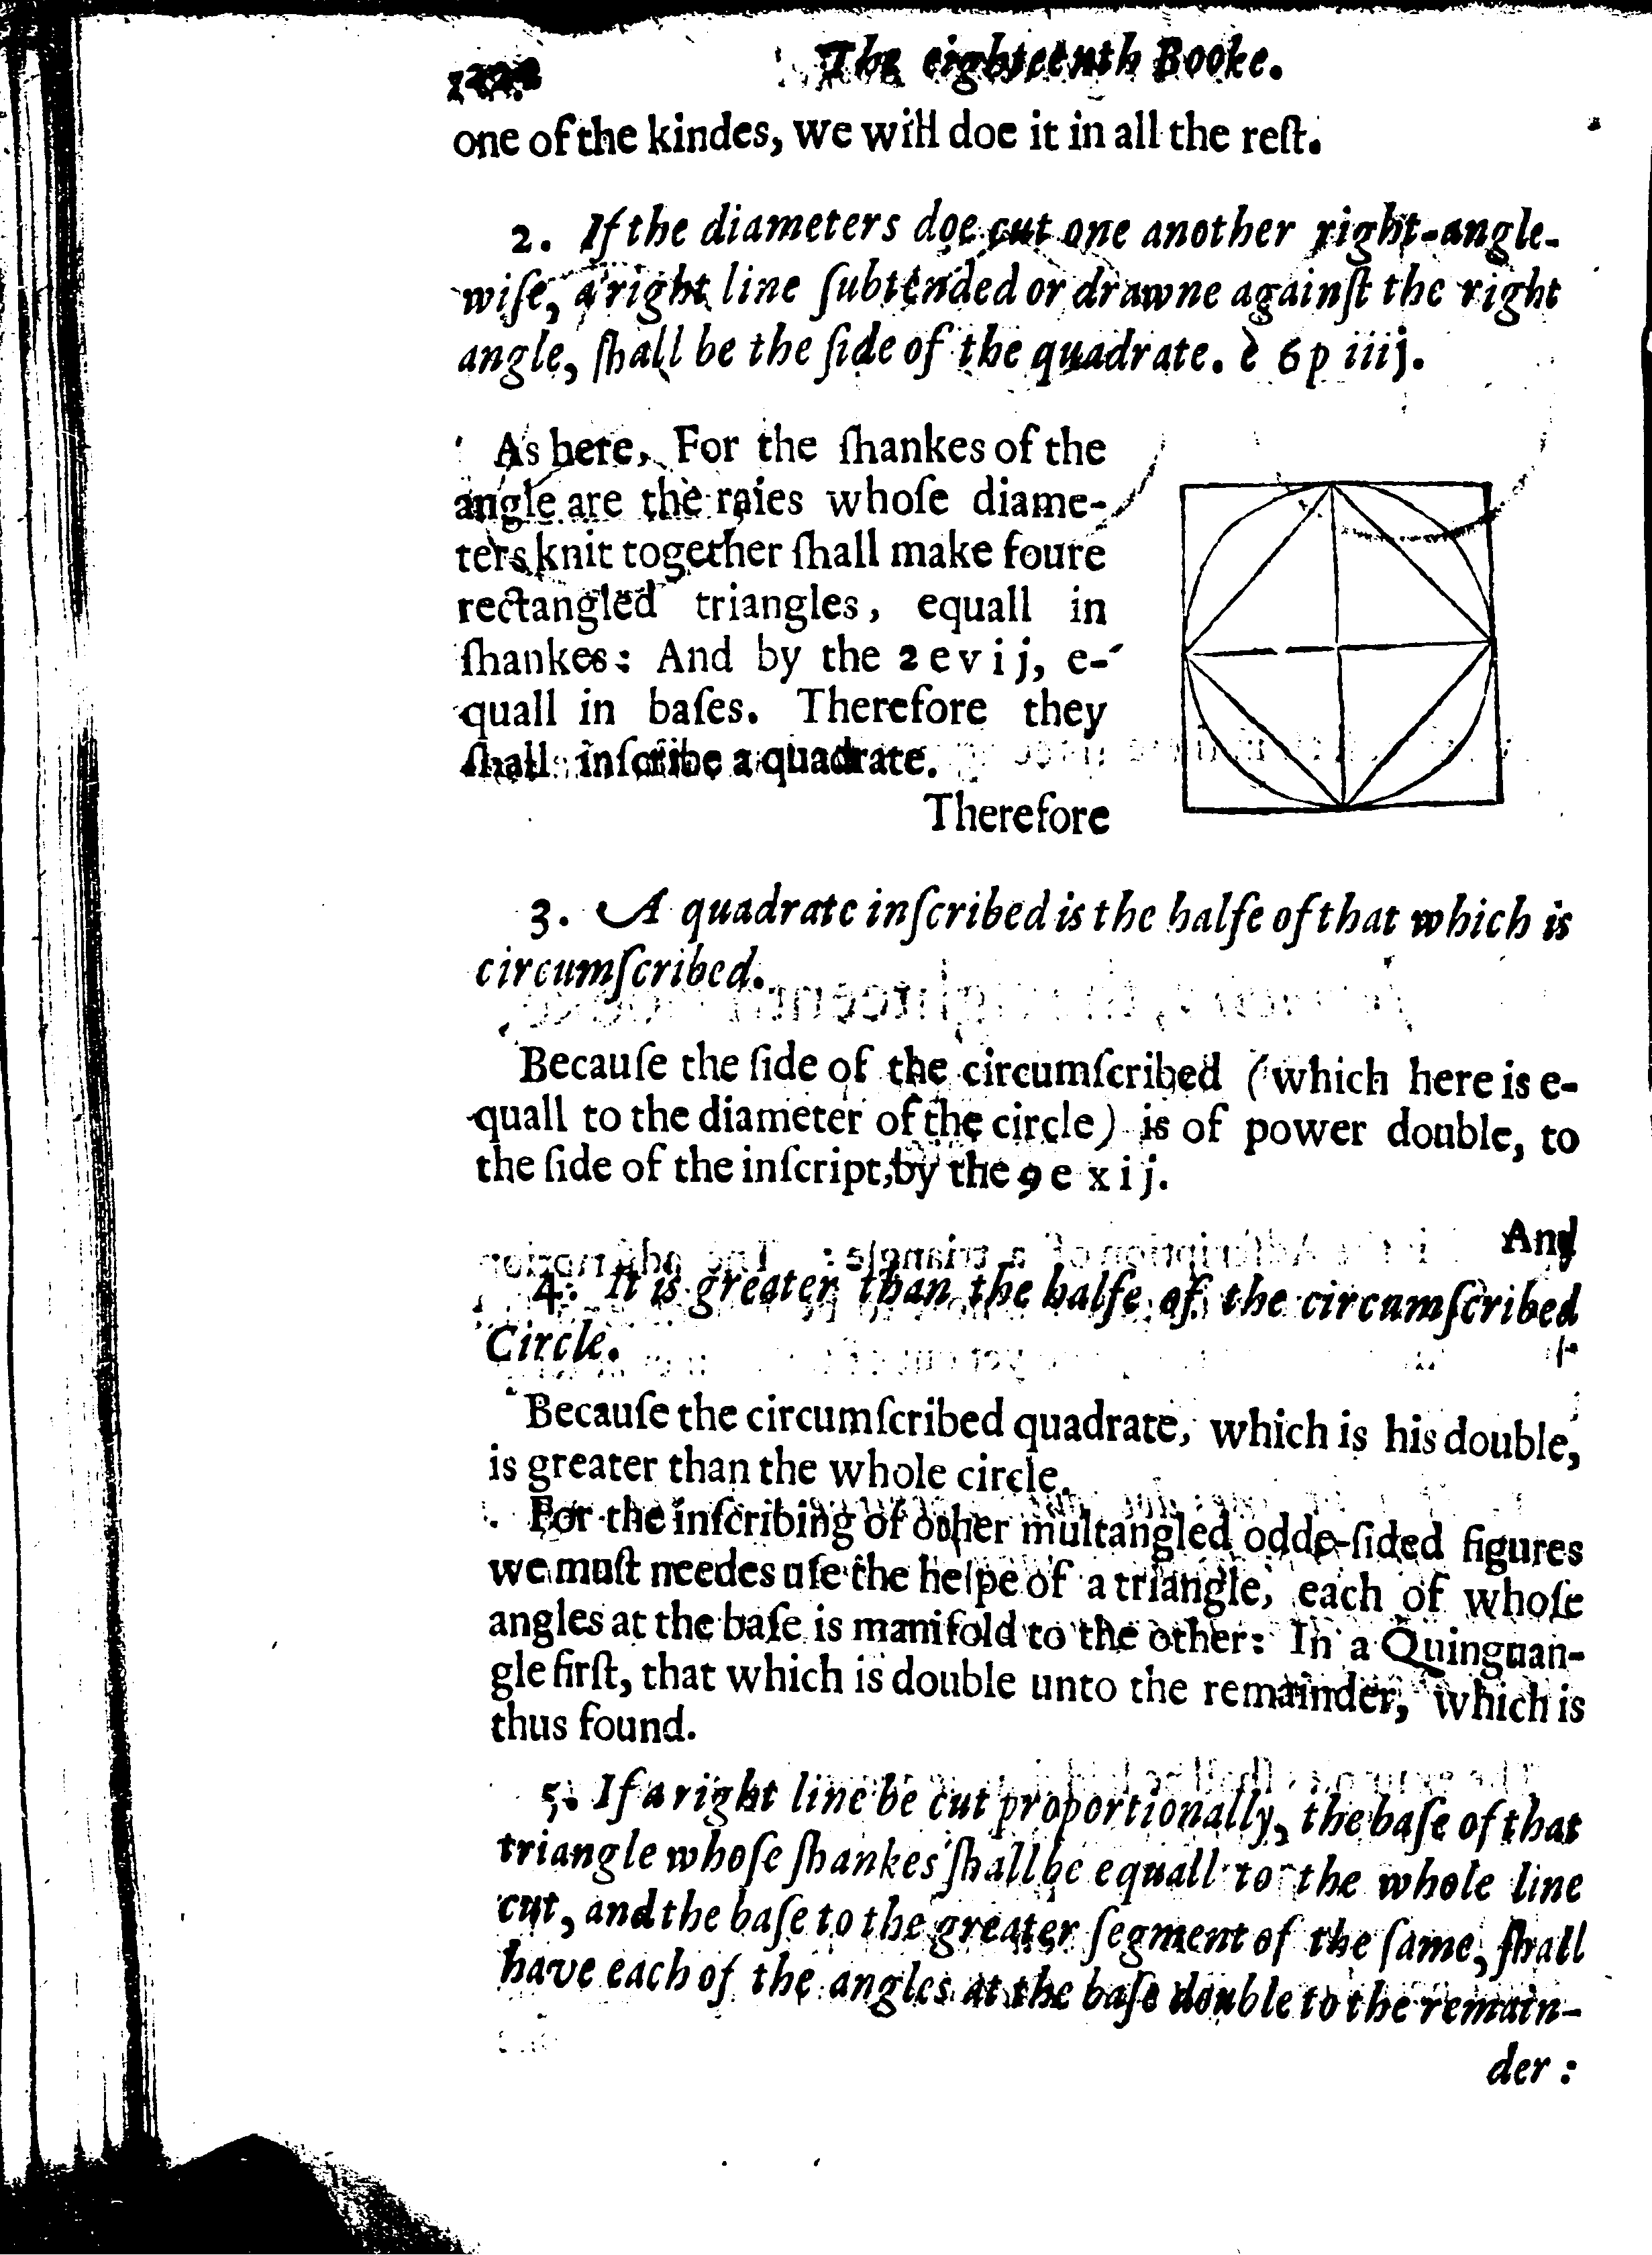 The eighteenth Booke.
one of the kindes, we will doe it in all the reſt.
2. If the diameters doe cut one another right-angle-
wiſe, a right line ſubtended or drawne againſt the right
angle, ſhall be the ſide of the quadrate. è 6 p iiij.
As here. For the ſhankes of the
angle are the raies whoſe diame-
ters knit together ſhall make foure
rectangled triangles, equall in
ſhankes: And by the 2 e v i j, e-
quall in baſes. Therefore they
ſhall inſcribe a quadrate.
Therefore
3. A quadrate inſcribed is the halfe of that which is
circumſcribed.
Becauſe the ſide of the circumſcribed (which here is e-
quall to the diameter of the circle) is of power double, to
the ſide of the inſcript, by the 9 e x i j.
And
4. It is greater than the halfe of the circumſcribed
Circle.
Becauſe the circumſcribed quadrate, which is his double,
is greater than the whole circle.
For the inſcribing of other multangled odde-ſided figures
we muſt needes uſe the helpe of a triangle, each of whoſe
angles at the baſe is manifold to the other: In a Quinguan-
gle firſt, that which is double unto the remainder, which is
thus found.
5. If a right line be cut proportionally, the baſe of that
triangle whoſe ſhankes ſhall be equall to the whole line
cut, and the baſe to the greater ſegment of the ſame, ſhall
have each of the angles at the baſe double to the remain-
der :